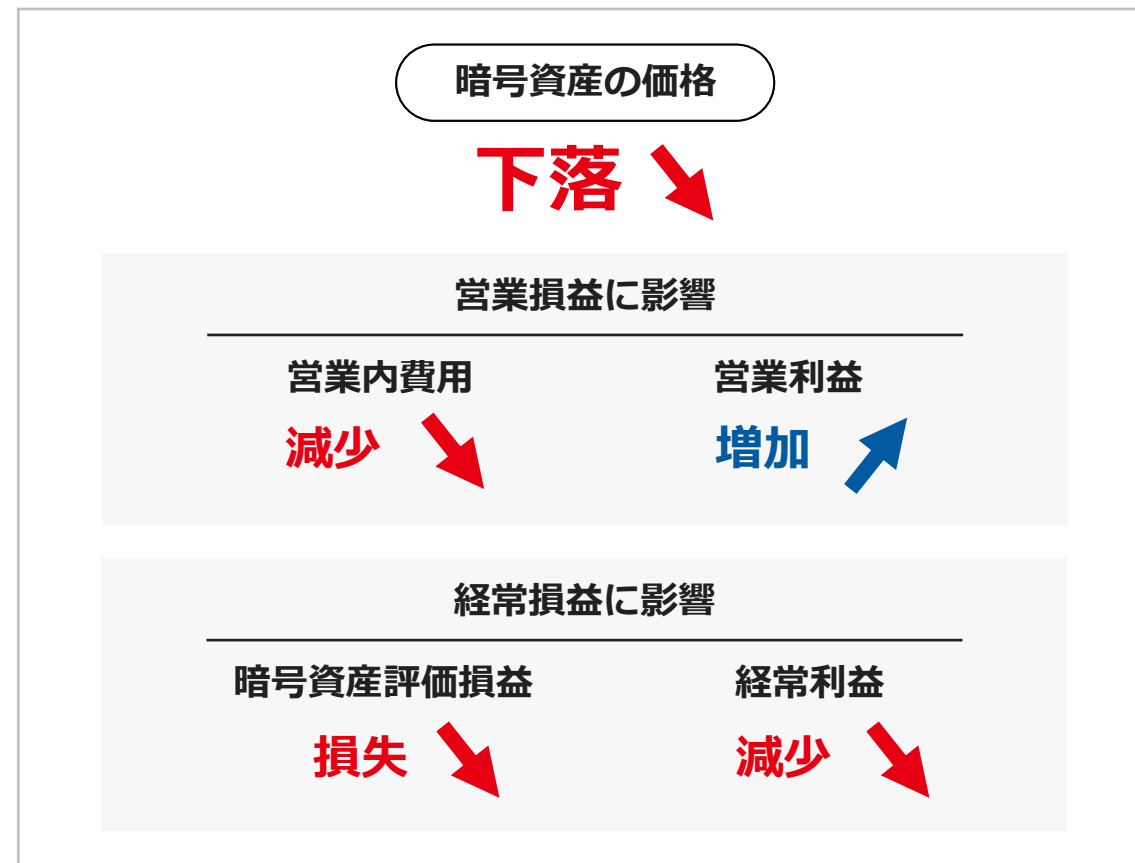 暗号資産の価格
下落
営業損益に影響
営業内費用 営業利益
減少 増加
経常損益に影響
暗号資産評価損益 経常利益
損失 減少